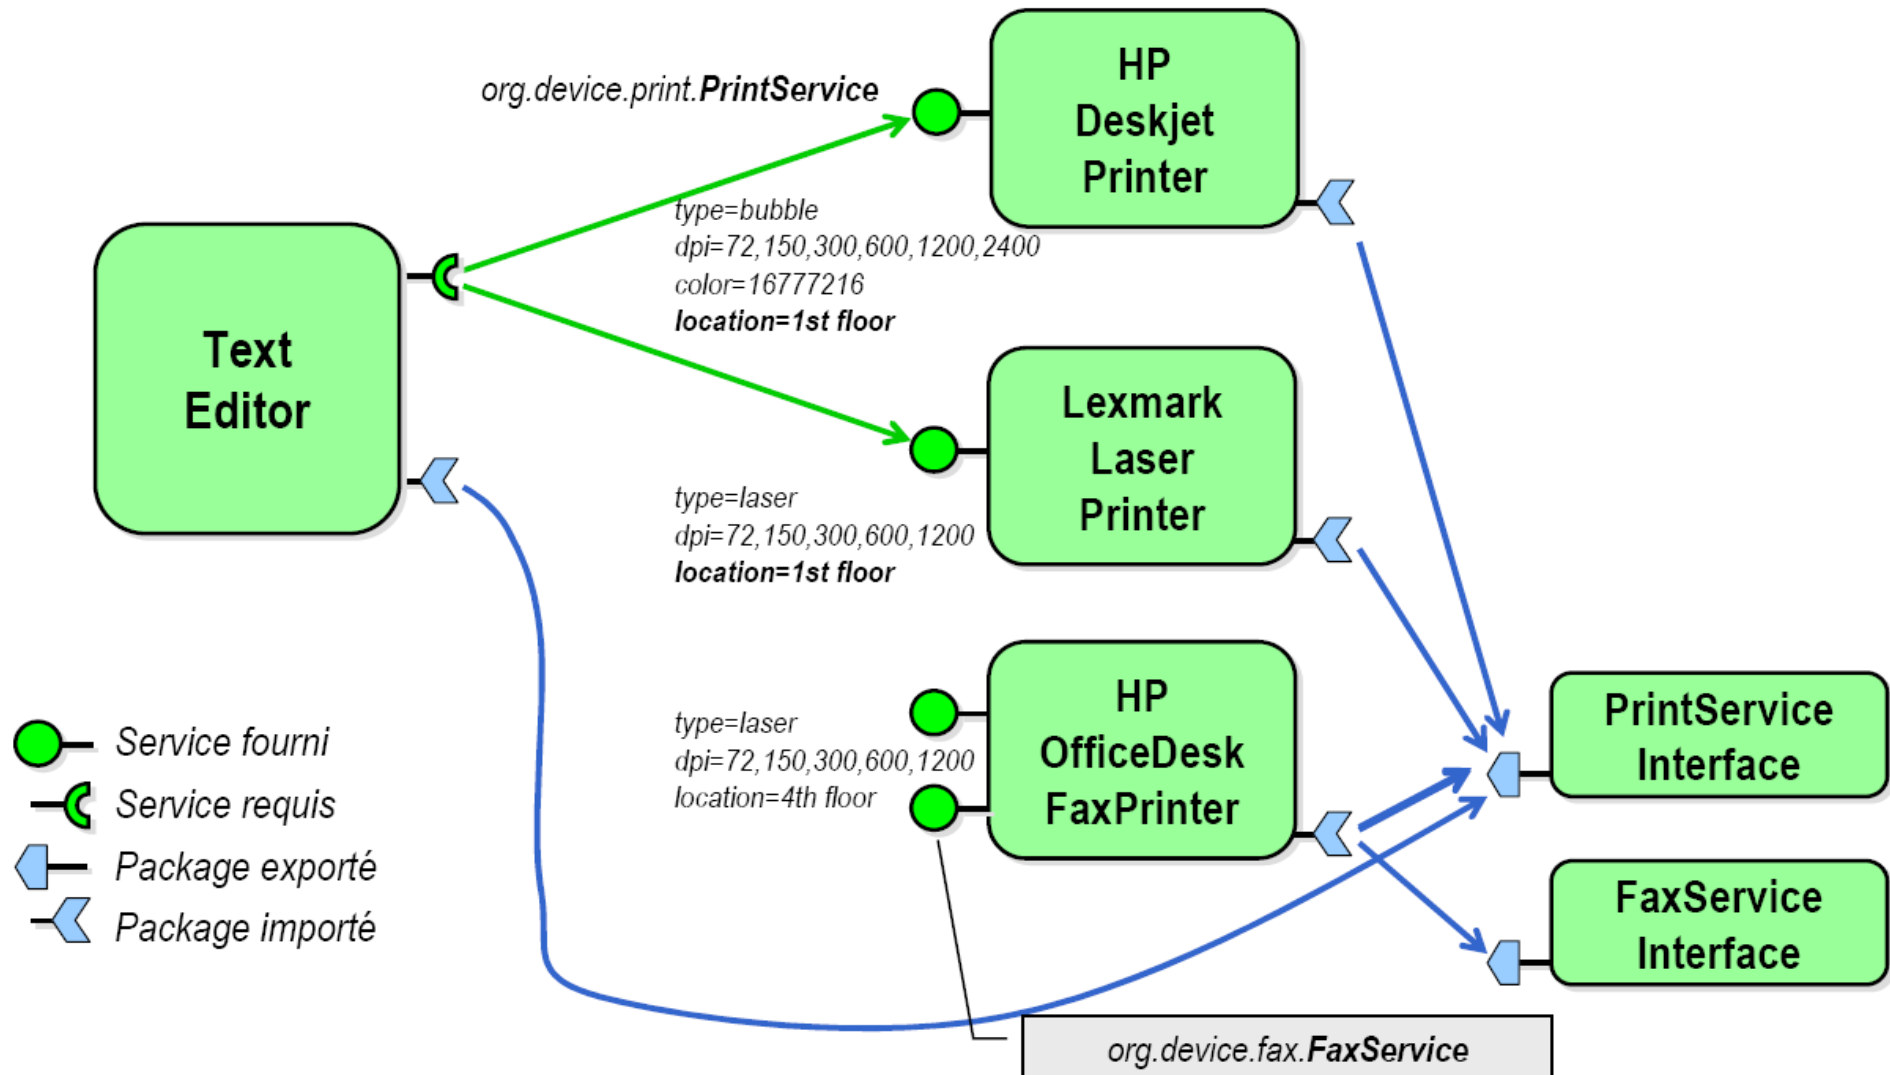 org.device.print.PrintService
HP
Deskjet
Printer
type=bubble
dpi=72,150,300,600,1200,2400
color=16777216
location=1st floor
Text
Editor
Lexmark
Laser
Printer
type=laser
dpi=72,150,300,600,1200
location=1st floor
HP
OfficeDesk
FaxPrinter
type=laser
dpi=72,150,300,600,1200
location=4th floor
PrintService
Interface
FaxService
Interface
Service fourni
Service requis
Package exporté
Package importé
org.device.fax.FaxService